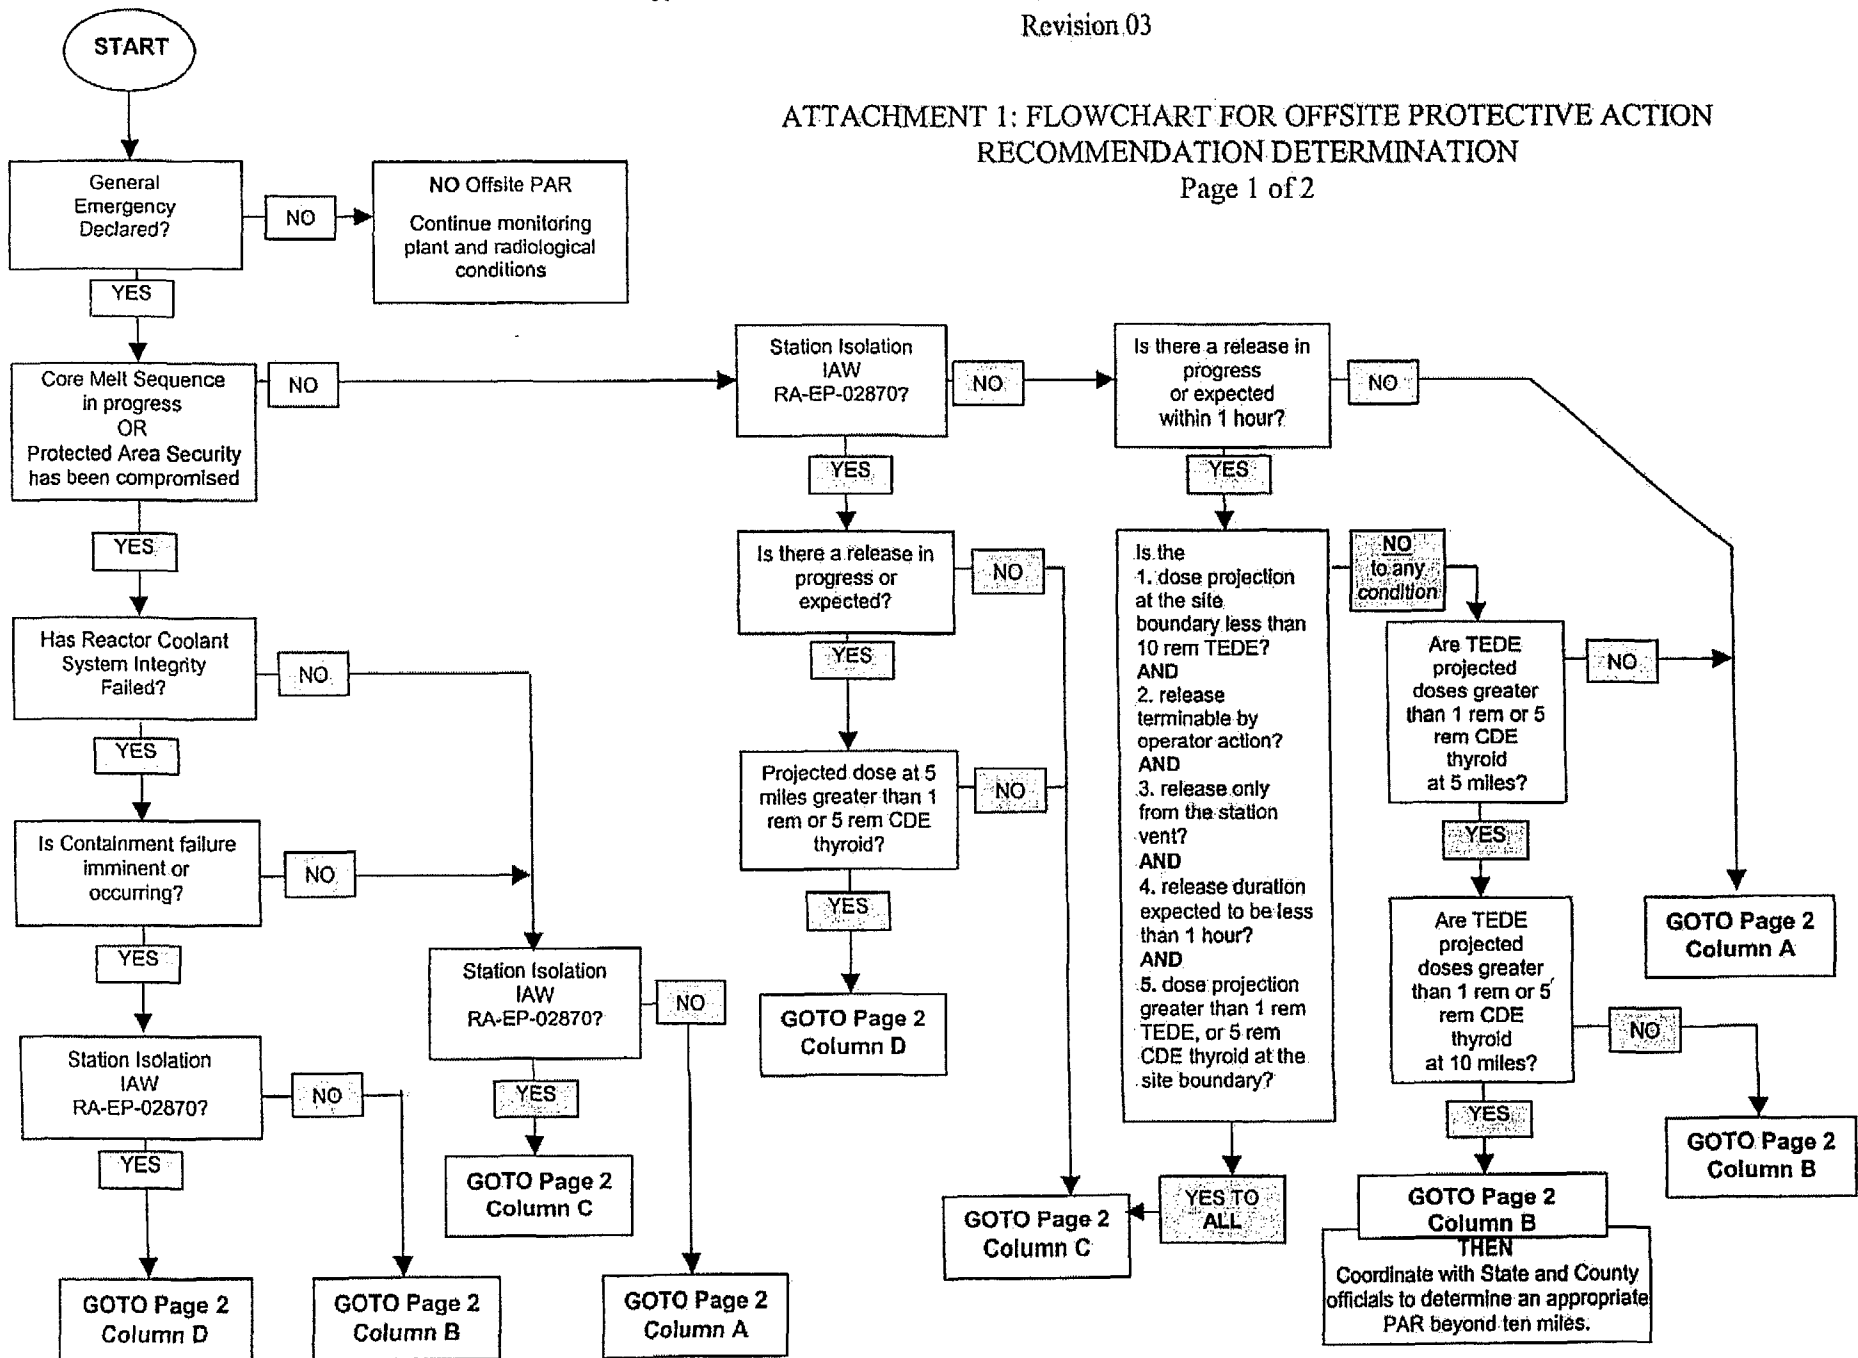 Revision 03
ATTACHMENT 1: FLOWCHART FOR OFFSITE PROTECTIVE ACTION
RECOMMENDATION DETERMINATION
Page 1 of 2
START
General
Emergency
Declared?
NO
NO Offsite PAR
Continue monitoring
plant and radiological
conditions
YES
Core Melt Sequence
in progress
OR
Protected Area Security
has been compromised
NO
Station Isolation
IAW
RA-EP-02870?
NO
Is there a release in
progress
or expected
within 1 hour?
NO
YES
YES
YES
Is there a release in
progress or
expected?
NO
YES
Projected dose at 5
miles greater than 1
rem or 5 rem CDE
thyroid?
NO
YES
GOTO Page 2
Column D
Is the
1. dose projection
at the site
boundary less than
10 rem TEDE?
AND
2. release
terminable by
operator action?
AND
3. release only
from the station
vent?
AND
4. release duration
expected to be less
than 1 hour?
AND
5. dose projection
greater than 1 rem
TEDE, or 5 rem
CDE thyroid at the
site boundary?
NO
to any
condition
Are TEDE
projected
doses greater
than 1 rem or 5
rem CDE
thyroid
at 5 miles?
NO
YES
Are TEDE
projected
doses greater
than 1 rem or 5
rem CDE
thyroid
at 10 miles?
NO
YES
GOTO Page 2
Column A
GOTO Page 2
Column B
GOTO Page 2
Column B
THEN
Coordinate with State and County
officials to determine an appropriate
PAR beyond ten miles.
YES TO
ALL
GOTO Page 2
Column C
Has Reactor Coolant
System Integrity
Failed?
NO
YES
Is Containment failure
imminent or
occurring?
NO
YES
Station Isolation
IAW
RA-EP-02870?
NO
YES
Station Isolation
IAW
RA-EP-02870?
NO
YES
GOTO Page 2
Column C
GOTO Page 2
Column D
GOTO Page 2
Column B
GOTO Page 2
Column A